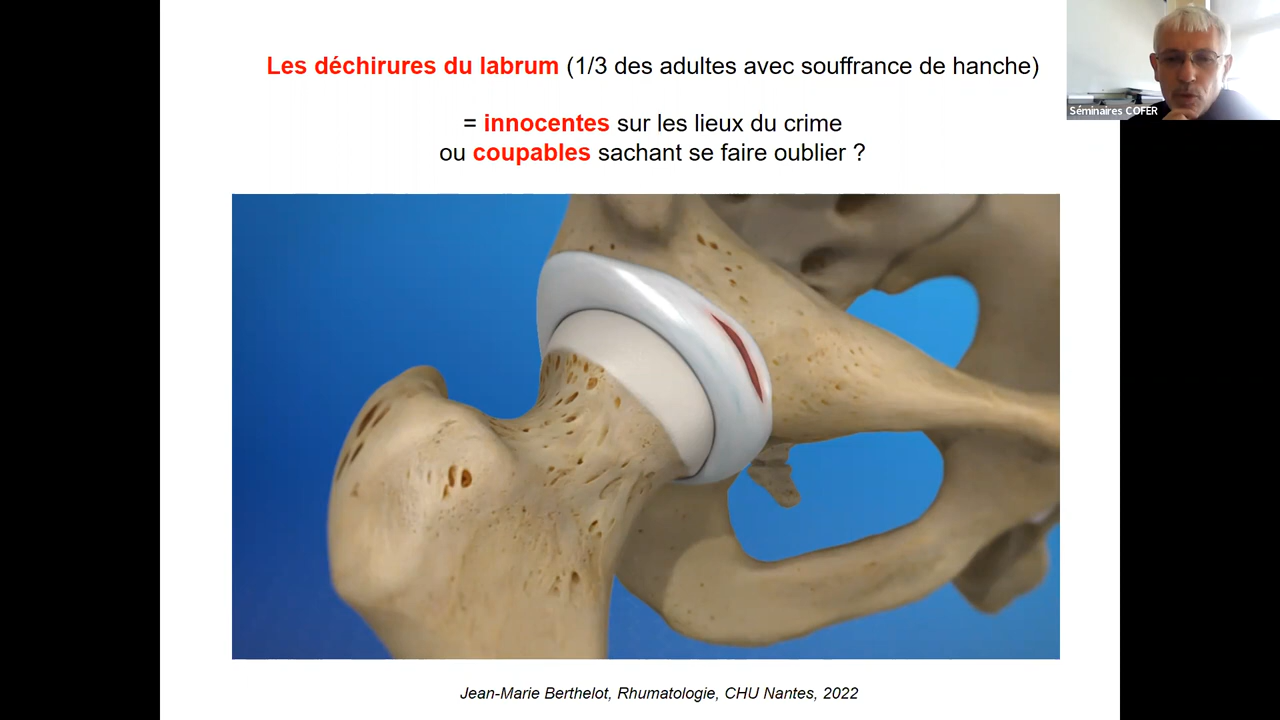 Les déchirures du labrum (1/3 des adultes avec souffrance de hanche)
= innocentes sur les lieux du crime
ou coupables sachant se faire oublier ?
Séminaires COFER
Jean-Marie Berthelot, Rhumatologie, CHU Nantes, 2022